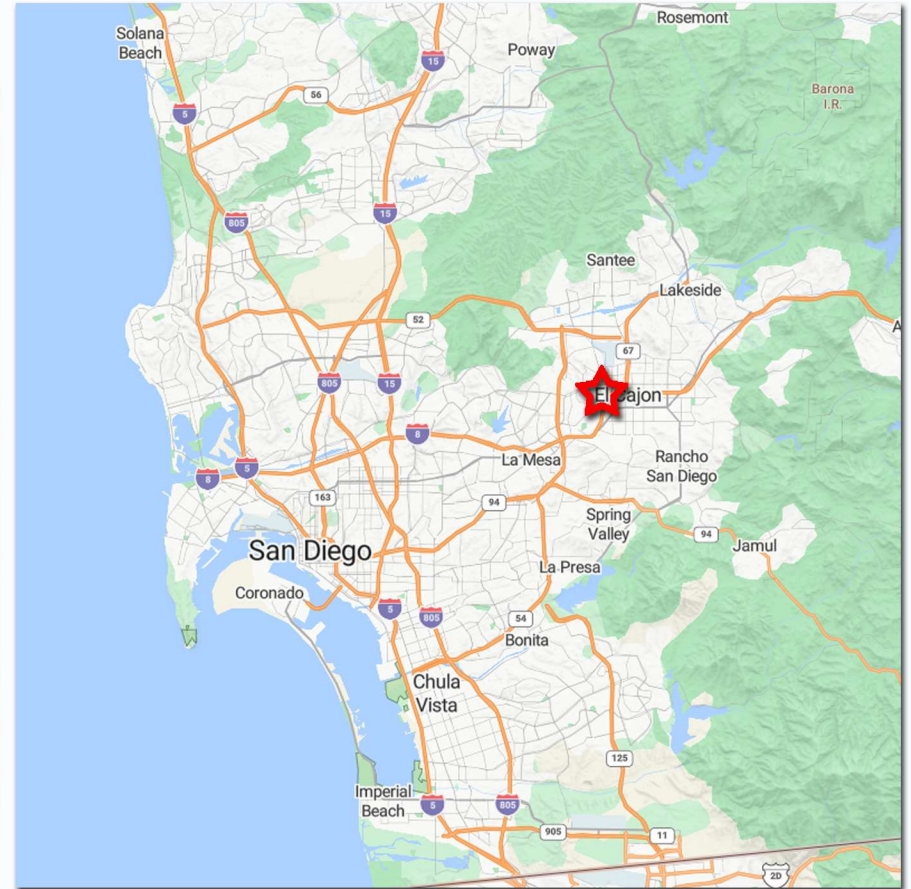 Rosemont
Solana
Beach
Poway
15
Barona
I.R.
56
5
15
805
Santee
Lakeside
52
67
805
15
El Cajon
8
La Mesa
Rancho
San Diego
5
8
163
94
Spring
Valley
94
Jamul
San Diego
La Presa
Coronado
5
805
54
Bonita
Chula
Vista
125
Imperial
Beach
5
805
905
11
2D